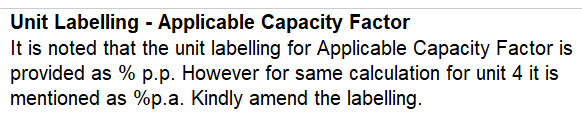 Unit Labelling - Applicable Capacity Factor
It is noted that the unit labelling for Applicable Capacity Factor is
provided as % p.p. However for same calculation for unit 4 it is
mentioned as %p.a. Kindly amend the labelling.